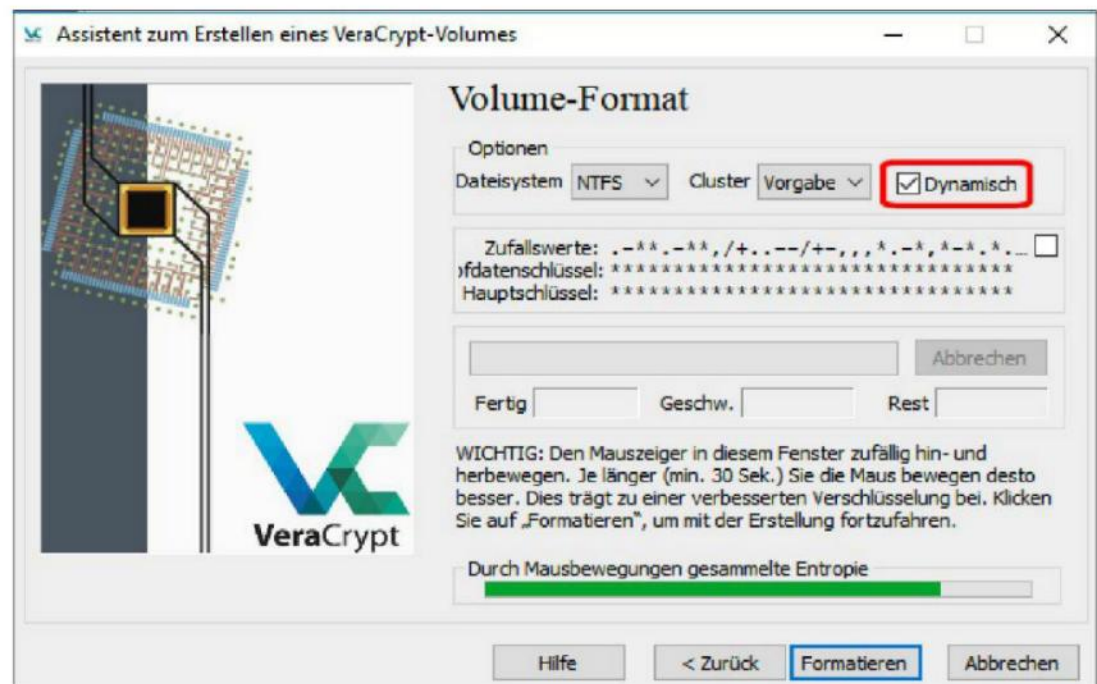 Assistent zum Erstellen eines VeraCrypt-Volumes
Volume-Format
Optionen
Dateisystem NTFS Cluster Vorgabe Dynamisch
Zufallswerte: .-**.-**,/+..--/+-,,,*.-*,*-*.*....
ofdatenschlüssel: ********************************
Hauptschlüssel: ********************************
Abbrechen
Fertig Geschw. Rest
WICHTIG: Den Mauszeiger in diesem Fenster zufällig hin- und
herbewegen. Je länger (min. 30 Sek.) Sie die Maus bewegen desto
besser. Dies trägt zu einer verbesserten Verschlüsselung bei. Klicken
Sie auf „Formatieren“, um mit der Erstellung fortzufahren.
VeraCrypt
Durch Mausbewegungen gesammelte Entropie
Hilfe < Zurück Formatieren Abbrechen